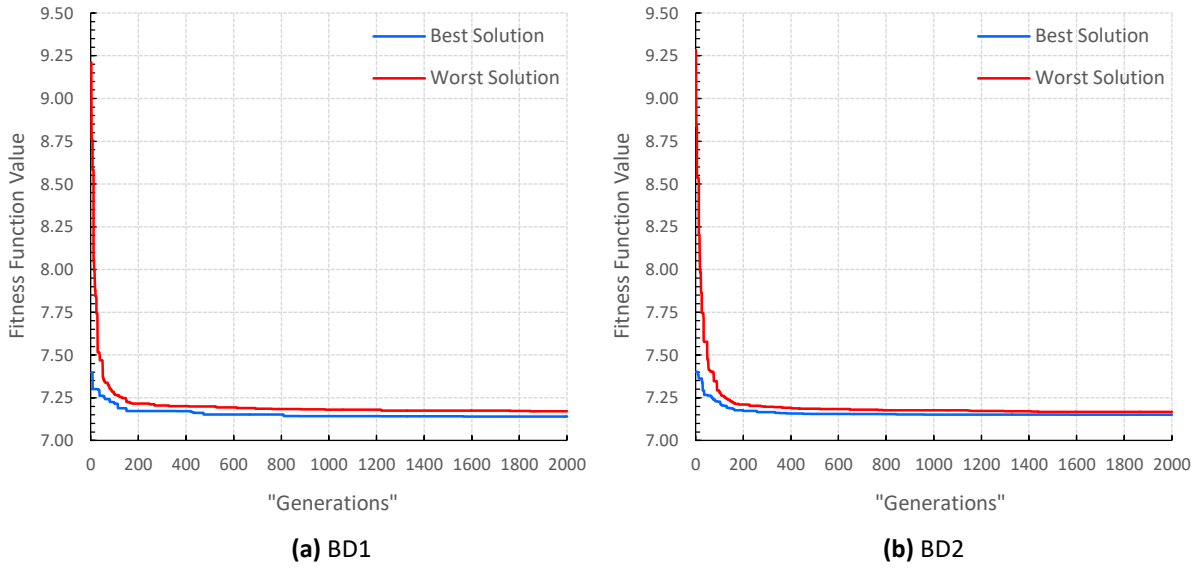 9.50
9.25
9.00
8.75
8.50
8.25
8.00
7.75
7.50
7.25
7.00
Fitness Function Value
Best Solution
Worst Solution
0 200 400 600 800 1000 1200 1400 1600 1800 2000
"Generations"
(a) BD1
9.50
9.25
9.00
8.75
8.50
8.25
8.00
7.75
7.50
7.25
7.00
Fitness Function Value
Best Solution
Worst Solution
0 200 400 600 800 1000 1200 1400 1600 1800 2000
"Generations"
(b) BD2